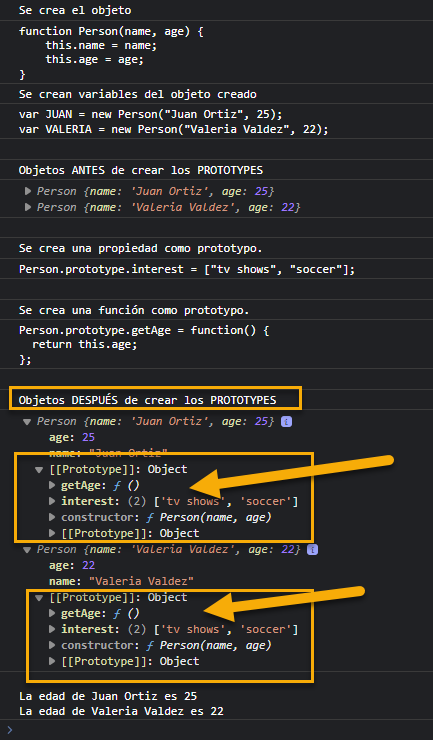 Se crea el objeto
function Person(name, age) {
    this.name = name;
    this.age = age;
}
Se crean variables del objeto creado
var JUAN = new Person("Juan Ortiz", 25);
var VALERIA = new Person("Valeria Valdez", 22);
Objetos ANTES de crear los PROTOTYPES
Person {name: 'Juan Ortiz', age: 25}
Person {name: 'Valeria Valdez', age: 22}
Se crea una propiedad como prototipo.
Person.prototype.interest = ["tv shows", "soccer"];
Se crea una función como prototipo.
Person.prototype.getAge = function() {
  return this.age;
};
Objetos DESPUÉS de crear los PROTOTYPES
Person {name: 'Juan Ortiz', age: 25} i
age: 25
name: "Juan Ortiz"
[[Prototype]]: Object
getAge: ƒ ()
interest: (2) ['tv shows', 'soccer']
constructor: ƒ Person(name, age)
[[Prototype]]: Object
Person {name: 'Valeria Valdez', age: 22} i
age: 22
name: "Valeria Valdez"
[[Prototype]]: Object
getAge: ƒ ()
interest: (2) ['tv shows', 'soccer']
constructor: ƒ Person(name, age)
[[Prototype]]: Object
La edad de Juan Ortiz es 25
La edad de Valeria Valdez es 22